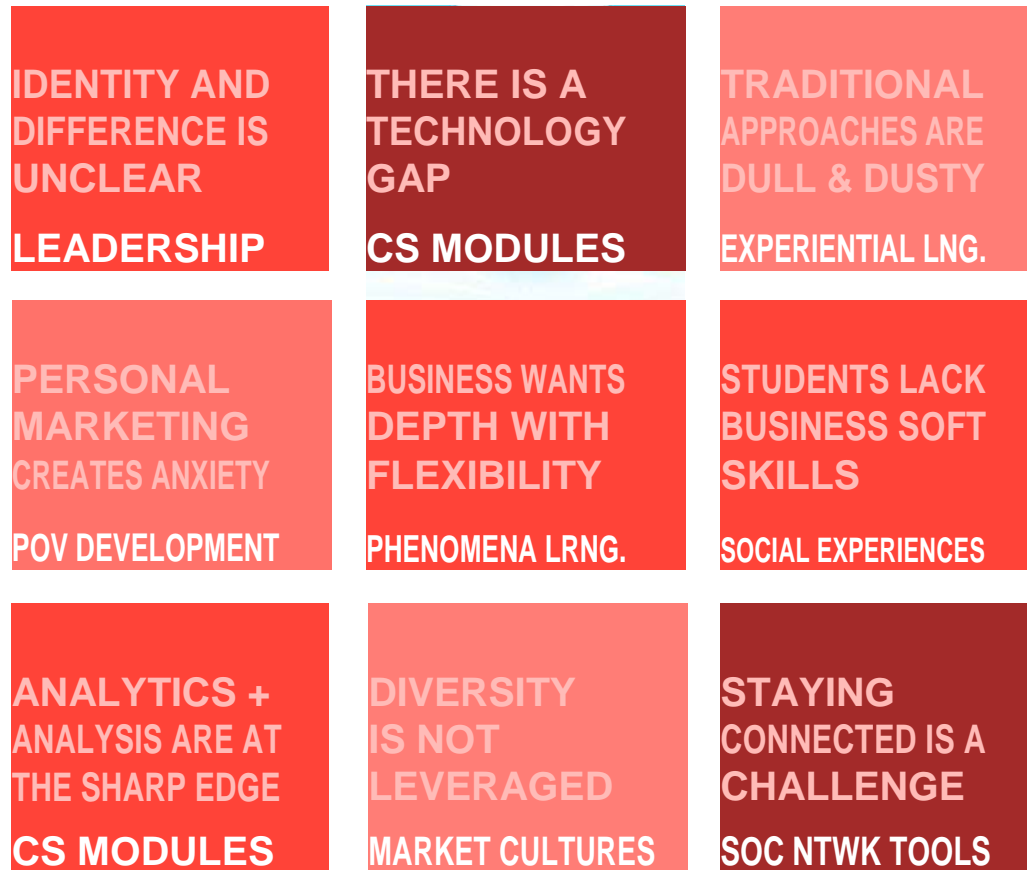 IDENTITY AND
DIFFERENCE IS
UNCLEAR
LEADERSHIP
THERE IS A
TECHNOLOGY
GAP
CS MODULES
TRADITIONAL
APPROACHES ARE
DULL & DUSTY
EXPERIENTIAL LNG.
PERSONAL
MARKETING
CREATES ANXIETY
POV DEVELOPMENT
BUSINESS WANTS
DEPTH WITH
FLEXIBILITY
PHENOMENA LRNG.
STUDENTS LACK
BUSINESS SOFT
SKILLS
SOCIAL EXPERIENCES
ANALYTICS +
ANALYSIS ARE AT
THE SHARP EDGE
CS MODULES
DIVERSITY
IS NOT
LEVERAGED
MARKET CULTURES
STAYING
CONNECTED IS A
CHALLENGE
SOC NTWK TOOLS